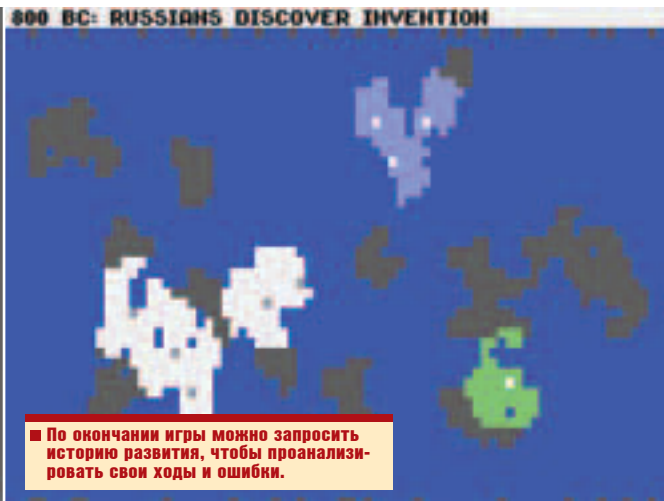 800 BC: RUSSIANS DISCOVER INVENTION
По окончании игры можно запросить
историю развития, чтобы проанализи-
ровать свои ходы и ошибки.